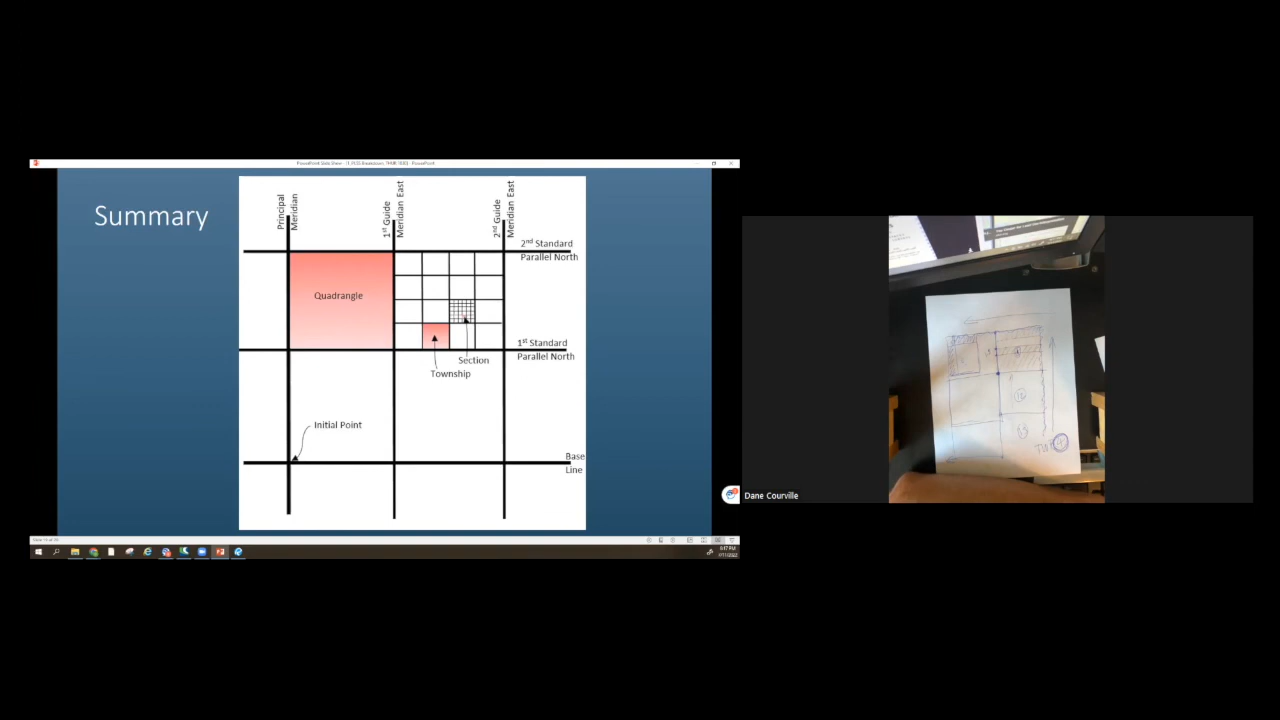 Summary
Principal
Meridian
1st Guide
Meridian East
2nd Guide
Meridian East
2nd Standard
Parallel North
Quadrangle
1st Standard
Parallel North
Section
Township
Initial Point
Base
Line
Dane Courville